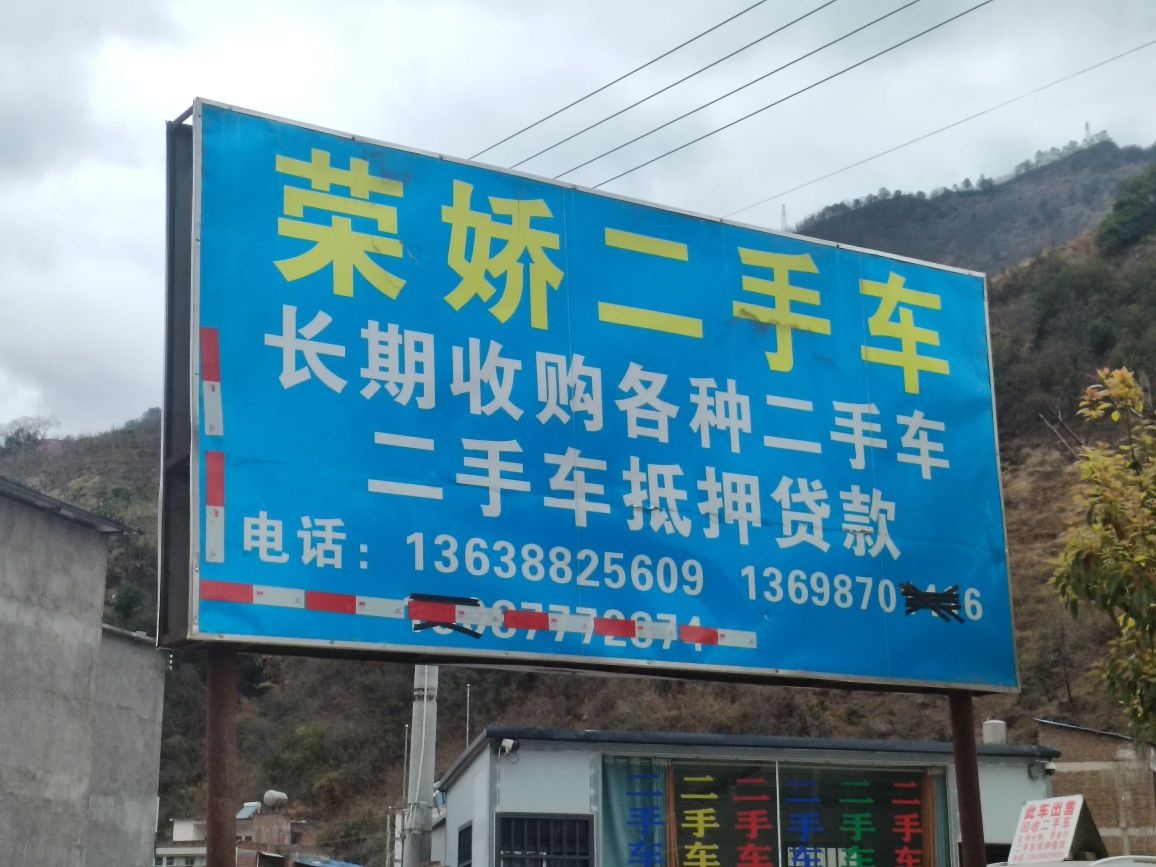 荣娇二手车
长期收购各种二手车
二手车抵押贷款
电话：13638825609 1369870
二手车 二手车 二手车 二手车 二手车 二手车
此车出售
回收二手车